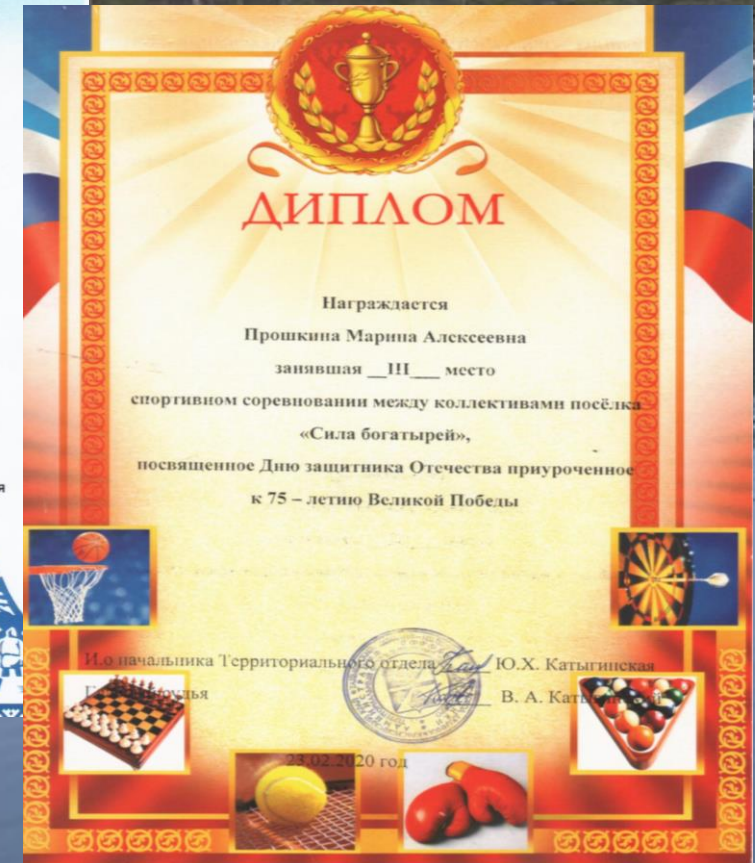 ДИПЛОМ
Награждается
Прошкина Марина Алексеевна
занявшая __III___ место
спортивном соревновании между коллективами посёлка
«Сила богатырей»,
посвященное Дню защитника Отечества приуроченное
к 75 – летию Великой Победы
И.о начальника Территориального отдела Ю.Х. Катыгинская
В. А.
23.02.2020 год